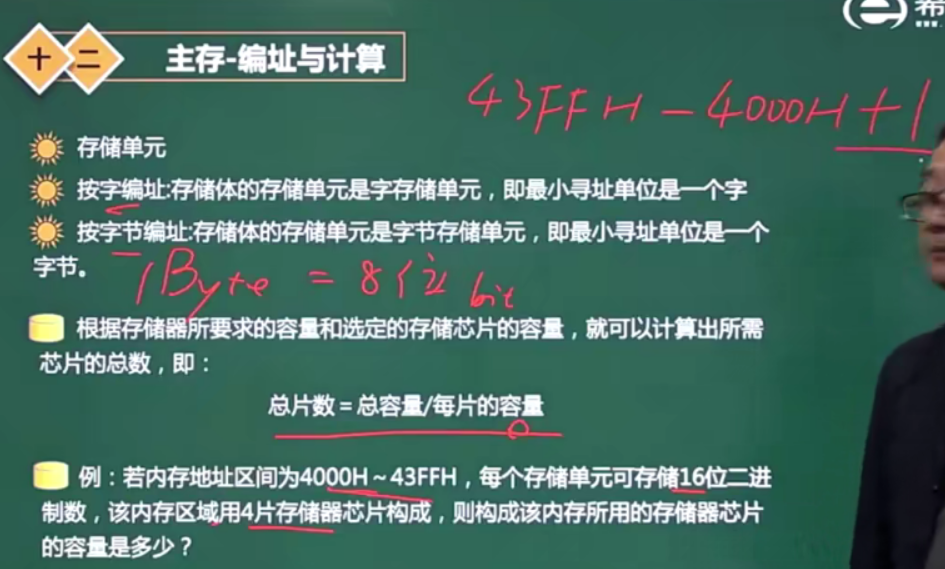 希
十二 主存-编址与计算
43FFH-4000H+1
存储单元
按字编址:存储体的存储单元是字存储单元，即最小寻址单位是一个字
按字节编址:存储体的存储单元是字节存储单元，即最小寻址单位是一个
字节。
一个Byte = 8位 bit
根据存储器所要求的容量和选定的存储芯片的容量，就可以计算出所需
芯片的总数，即：
总片数=总容量/每片的容量
例：若内存地址区间为4000H~43FFH，每个存储单元可存储16位二进
制数，该内存区域用4片存储器芯片构成，则构成该内存所用的存储器芯片
的容量是多少？